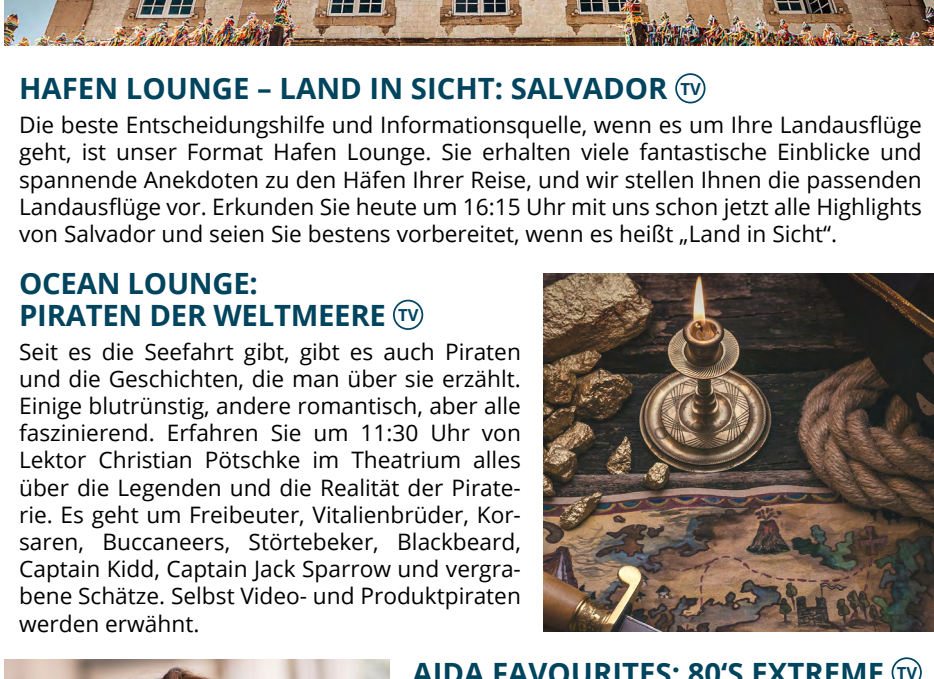 HAFEN LOUNGE – LAND IN SICHT: SALVADOR TV
Die beste Entscheidungshilfe und Informationsquelle, wenn es um Ihre Landausflüge
geht, ist unser Format Hafen Lounge. Sie erhalten viele fantastische Einblicke und
spannende Anekdoten zu den Häfen Ihrer Reise, und wir stellen Ihnen die passenden
Landausflüge vor. Erkunden Sie heute um 16:15 Uhr mit uns schon jetzt alle Highlights
von Salvador und seien Sie bestens vorbereitet, wenn es heißt „Land in Sicht“.
OCEAN LOUNGE:
PIRATEN DER WELTMEERE TV
Seit es die Seefahrt gibt, gibt es auch Piraten
und die Geschichten, die man über sie erzählt.
Einige blutrünstig, andere romantisch, aber alle
faszinierend. Erfahren Sie um 11:30 Uhr von
Lektor Christian Pötschke im Theatrium alles
über die Legenden und die Realität der Pirate-
rie. Es geht um Freibeuter, Vitalienbrüder, Kor-
saren, Buccaneers, Störtebeker, Blackbeard,
Captain Kidd, Captain Jack Sparrow und vergra-
bene Schätze. Selbst Video- und Produktpiraten
werden erwähnt.
AIDA FAVOURITES: 80‘S EXTREME TV